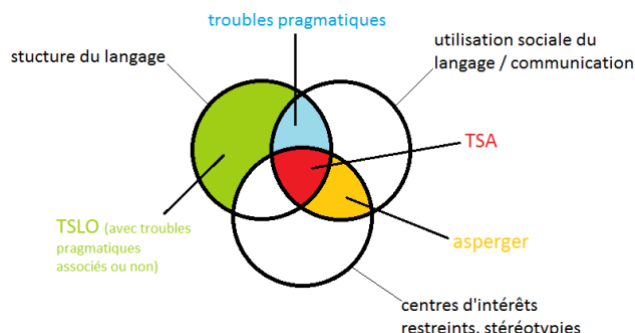 troubles pragmatiques
stucture du langage
utilisation sociale du
langage / communication
TSA
TSLO (avec troubles
pragmatiques
associés ou non)
asperger
centres d'intérêts
restreints, stéréotypies